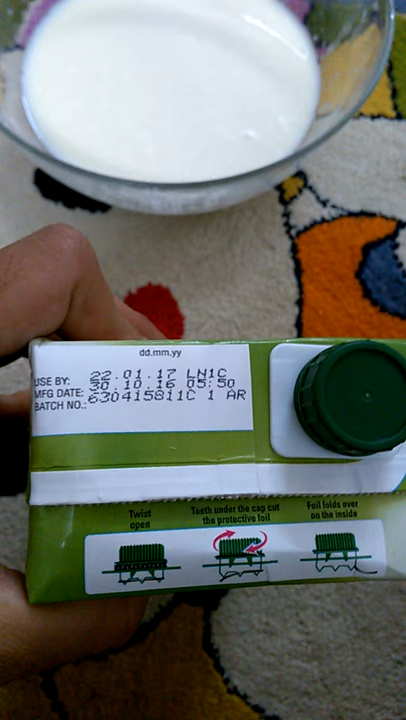 dd.mm.yy
USE BY: 22.01.17 LN1C
MFG DATE: 30.10.16 05:50
BATCH NO.: 630415811C 1 AR
Twist
open
Teeth under the cap cut
the protective foil
Foil folds over
on the inside